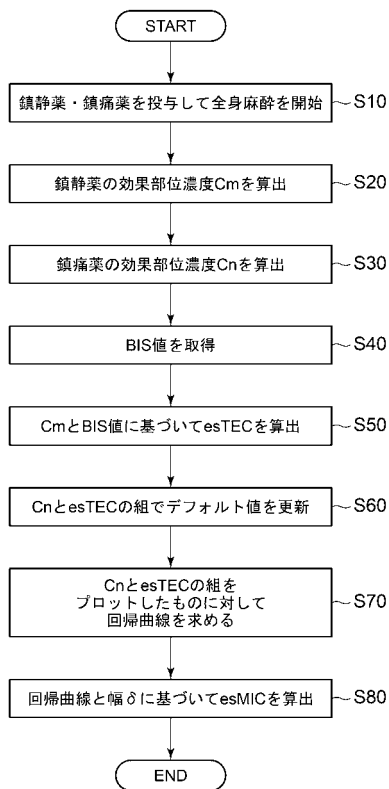 START
鎮静薬・鎮痛薬を投与して全身麻酔を開始
S10
鎮静薬の効果部位濃度Cmを算出
S20
鎮痛薬の効果部位濃度Cnを算出
S30
BIS値を取得
S40
CmとBIS値に基づいてesTECを算出
S50
CnとesTECの組でデフォルト値を更新
S60
CnとesTECの組を
プロットしたものに対して
回帰曲線を求める
S70
回帰曲線と幅δに基づいてesMICを算出
S80
END